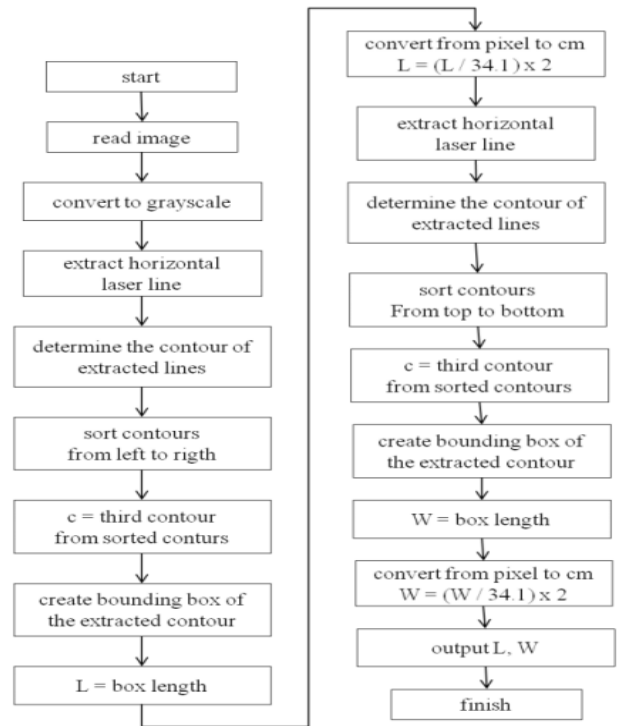 start
read image
convert to grayscale
extract horizontal
laser line
determine the contour of
extracted lines
sort contours
from left to rigth
c = third contour
from sorted conturs
create bounding box of
the extracted contour
L = box length
convert from pixel to cm
L = (L / 34.1) x 2
extract horizontal
laser line
determine the contour of
extracted lines
sort contours
From top to bottom
c = third contour
from sorted contours
create bounding box of
the extracted contour
W = box length
convert from pixel to cm
W = (W / 34.1) x 2
output L, W
finish